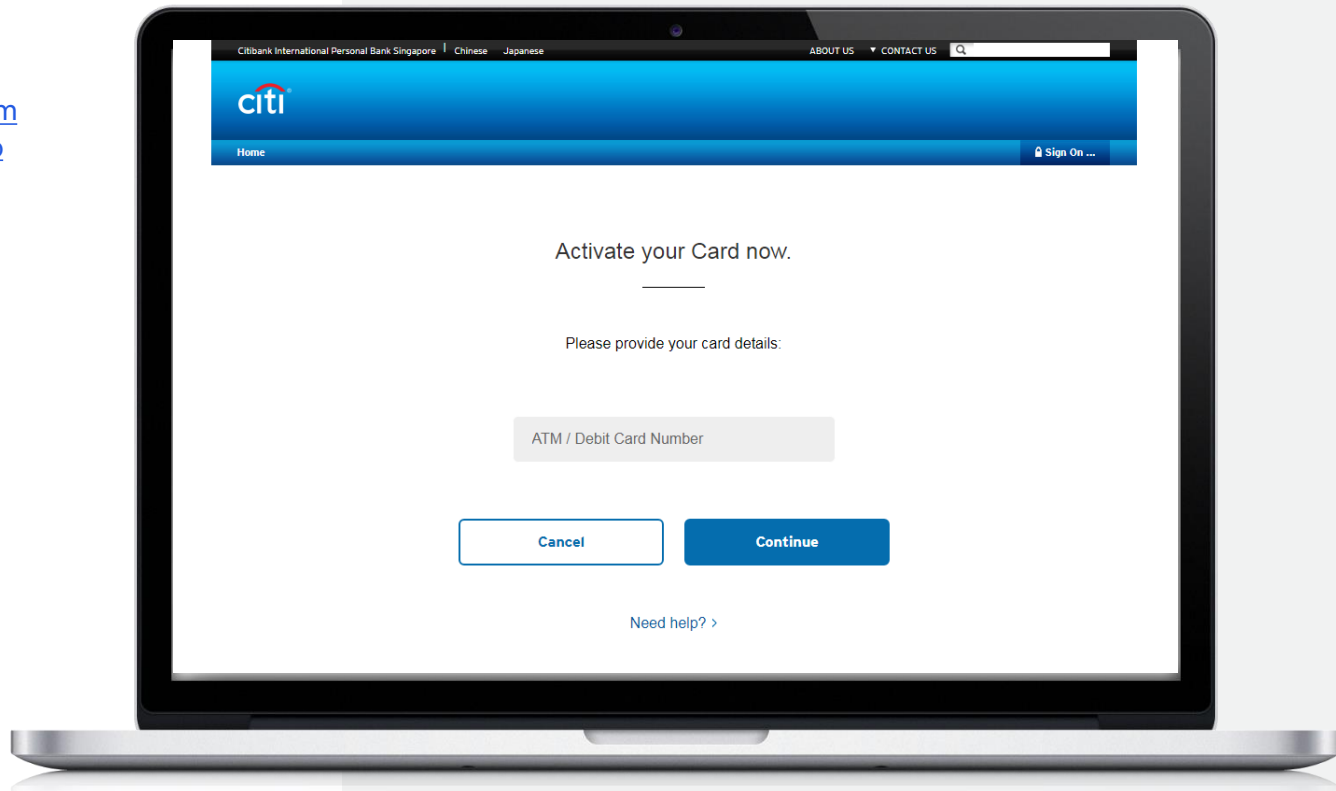 Citibank International Personal Bank Singapore Chinese Japanese ABOUT US ▼ CONTACT US
citi
Home Sign On ...
Activate your Card now.
Please provide your card details:
ATM / Debit Card Number
Cancel Continue
Need help? >